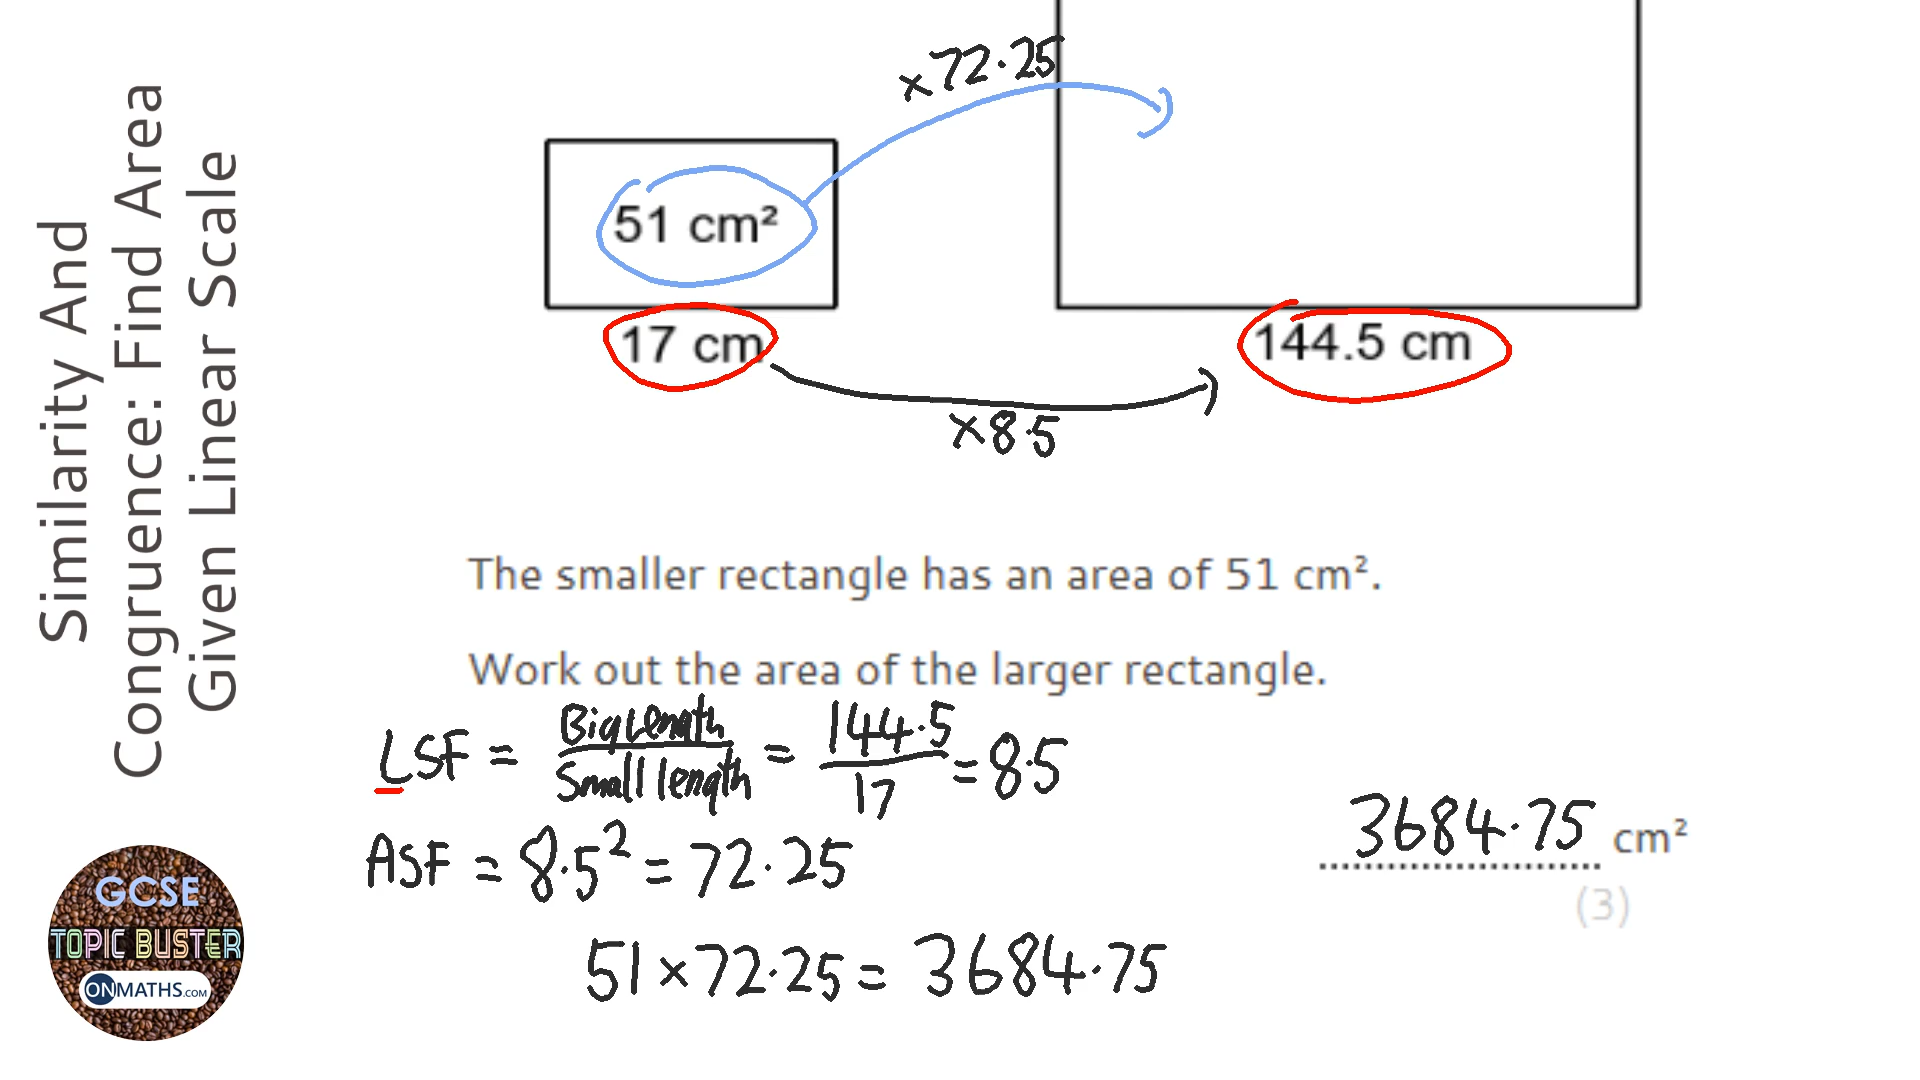 Similarity And
Congruence: Find Area
Given Linear Scale
×72.25
51 cm²
17 cm
144.5 cm
×8.5
The smaller rectangle has an area of 51 cm².
Work out the area of the larger rectangle.
LSF = Big Length / Small length = 144.5 / 17 = 8.5
ASF = 8.5² = 72.25
51 × 72.25 = 3684.75
3684.75 cm²
(3)
GCSE
TOPIC BUSTER
ONMATHS.COM